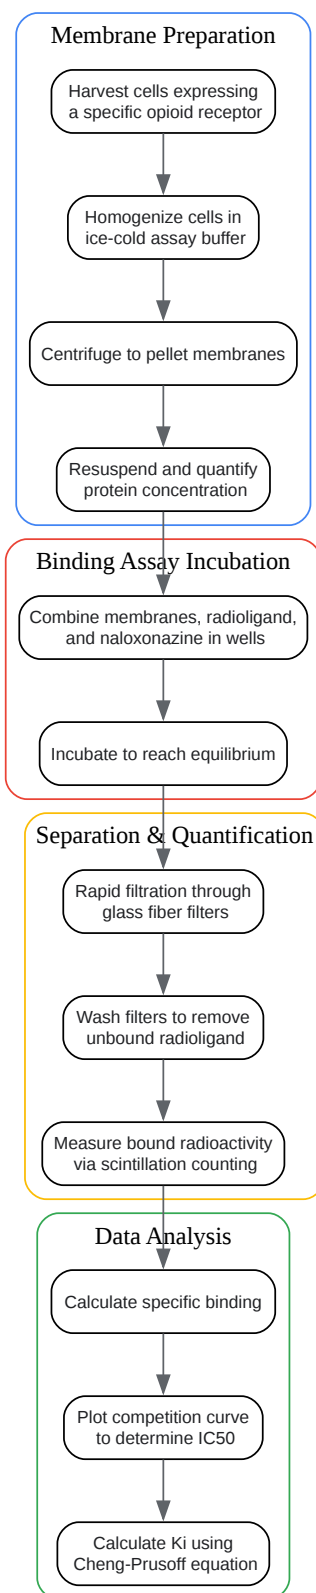 Membrane Preparation
Harvest cells expressing
a specific opioid receptor
Homogenize cells in
ice-cold assay buffer
Centrifuge to pellet membranes
Resuspend and quantify
protein concentration
Binding Assay Incubation
Combine membranes, radioligand,
and naloxonazine in wells
Incubate to reach equilibrium
Separation & Quantification
Rapid filtration through
glass fiber filters
Wash filters to remove
unbound radioligand
Measure bound radioactivity
via scintillation counting
Data Analysis
Calculate specific binding
Plot competition curve
to determine IC50
Calculate Ki using
Cheng-Prusoff equation